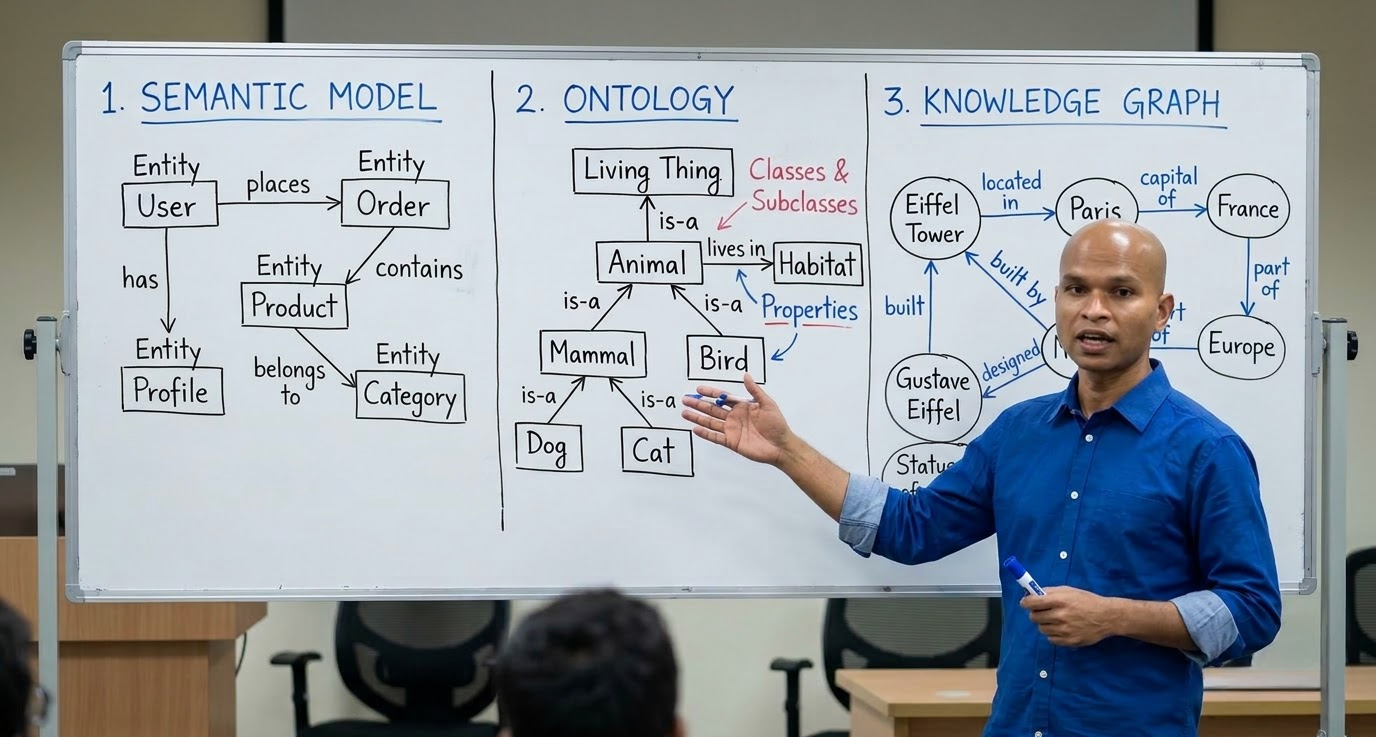 1. SEMANTIC MODEL
Entity
User
places
Entity
Order
has
contains
Entity
Product
Entity
Profile
belongs
to
Entity
Category
2. ONTOLOGY
Living Thing
Classes &
Subclasses
is-a
Animal
lives in
Habitat
is-a
is-a
Properties
Mammal
Bird
is-a
is-a
Dog
Cat
3. KNOWLEDGE GRAPH
Eiffel
Tower
located
in
Paris
capital
of
France
built by
part
of
built
of
Europe
designed
Gustave
Eiffel